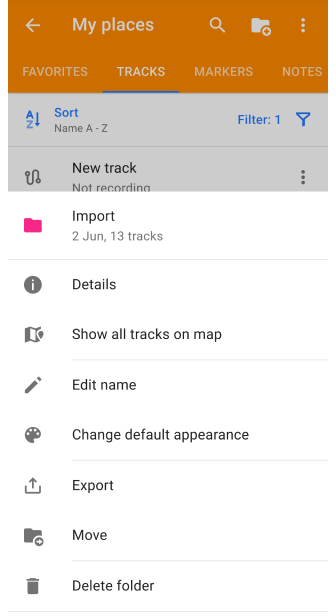 My places
FAVORITES TRACKS MARKERS NOTES
Sort
Name A - Z
Filter: 1
New track
Not recording
Import
2 Jun, 13 tracks
Details
Show all tracks on map
Edit name
Change default appearance
Export
Move
Delete folder